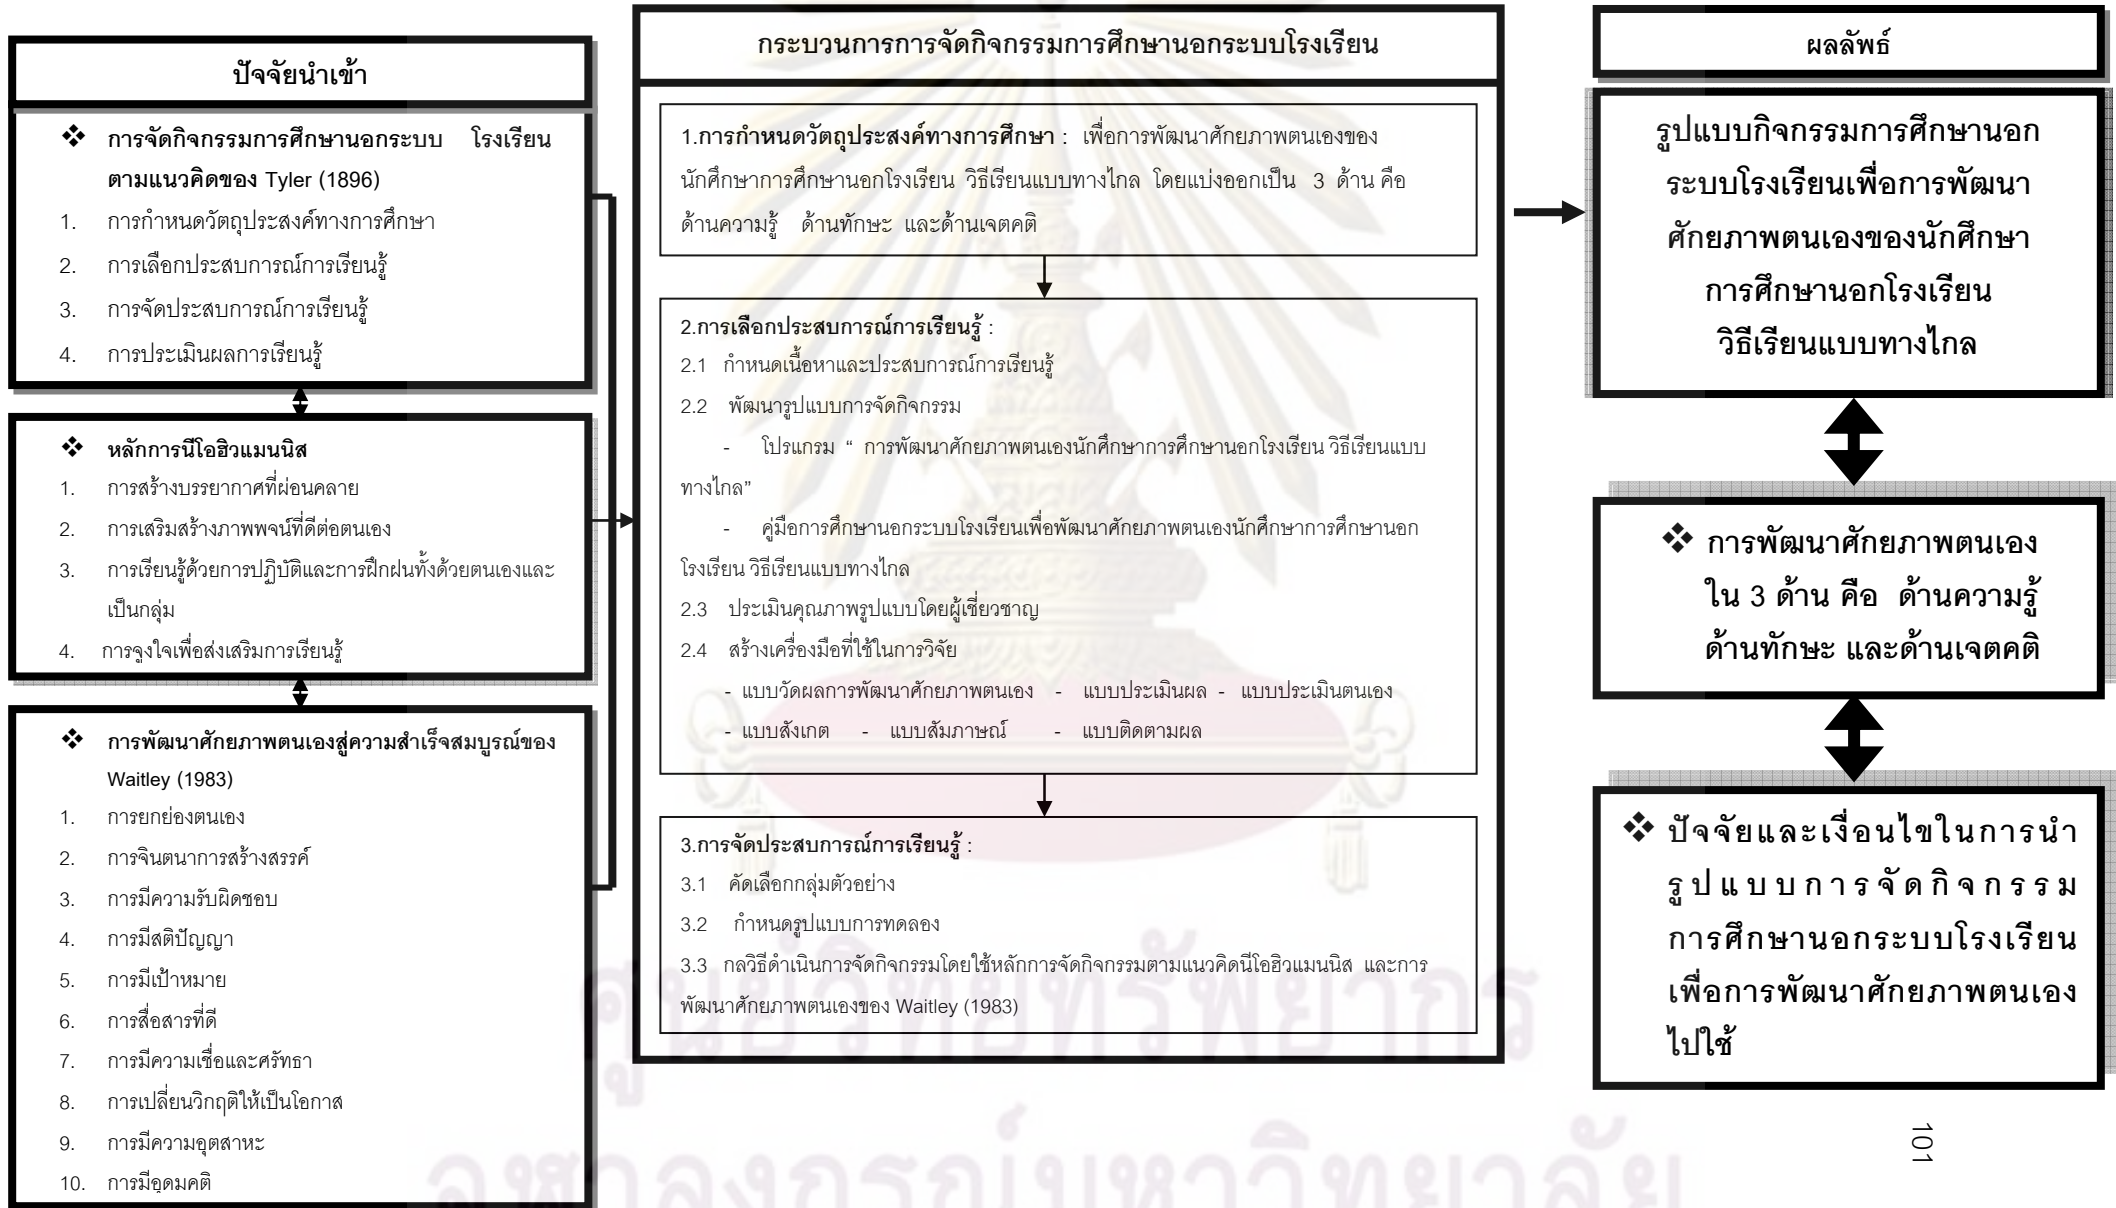 ปัจจัยนำเข้า
❖ การจัดกิจกรรมการศึกษานอกระบบ โรงเรียน
ตามแนวคิดของ Tyler (1896)
1. การกำหนดวัตถุประสงค์ทางการศึกษา
2. การเลือกประสบการณ์การเรียนรู้
3. การจัดประสบการณ์การเรียนรู้
4. การประเมินผลการเรียนรู้
❖ หลักการนีโอฮิวแมนนิส
1. การสร้างบรรยากาศที่ผ่อนคลาย
2. การเสริมสร้างภาพพจน์ที่ดีต่อตนเอง
3. การเรียนรู้ด้วยการปฏิบัติและการฝึกฝนทั้งด้วยตนเองและ
เป็นกลุ่ม
4. การจูงใจเพื่อส่งเสริมการเรียนรู้
❖ การพัฒนาศักยภาพตนเองสู่ความสำเร็จสมบูรณ์ของ
Waitley (1983)
1. การยกย่องตนเอง
2. การจินตนาการสร้างสรรค์
3. การมีความรับผิดชอบ
4. การมีสติปัญญา
5. การมีเป้าหมาย
6. การสื่อสารที่ดี
7. การมีความเชื่อและศรัทธา
8. การเปลี่ยนวิกฤติให้เป็นโอกาส
9. การมีความอุตสาหะ
10. การมีอุดมคติ
กระบวนการการจัดกิจกรรมการศึกษานอกระบบโรงเรียน
1.การกำหนดวัตถุประสงค์ทางการศึกษา : เพื่อการพัฒนาศักยภาพตนเองของ
นักศึกษาการศึกษานอกโรงเรียน วิธีเรียนแบบทางไกล โดยแบ่งออกเป็น 3 ด้าน คือ
ด้านความรู้ ด้านทักษะ และด้านเจตคติ
2.การเลือกประสบการณ์การเรียนรู้ :
2.1 กำหนดเนื้อหาและประสบการณ์การเรียนรู้
2.2 พัฒนารูปแบบการจัดกิจกรรม
- โปรแกรม “ การพัฒนาศักยภาพตนเองนักศึกษาการศึกษานอกโรงเรียน วิธีเรียนแบบ
ทางไกล”
- คู่มือการศึกษานอกระบบโรงเรียนเพื่อพัฒนาศักยภาพตนเองนักศึกษาการศึกษานอก
โรงเรียน วิธีเรียนแบบทางไกล
2.3 ประเมินคุณภาพรูปแบบโดยผู้เชี่ยวชาญ
2.4 สร้างเครื่องมือที่ใช้ในการวิจัย
- แบบวัดผลการพัฒนาศักยภาพตนเอง - แบบประเมินผล - แบบประเมินตนเอง
- แบบสังเกต - แบบสัมภาษณ์ - แบบติดตามผล
3.การจัดประสบการณ์การเรียนรู้ :
3.1 คัดเลือกกลุ่มตัวอย่าง
3.2 กำหนดรูปแบบการทดลอง
3.3 กลวิธีดำเนินการจัดกิจกรรมโดยใช้หลักการจัดกิจกรรมตามแนวคิดนีโอฮิวแมนนิส และการ
พัฒนาศักยภาพตนเองของ Waitley (1983)
ผลลัพธ์
รูปแบบกิจกรรมการศึกษานอก
ระบบโรงเรียนเพื่อการพัฒนา
ศักยภาพตนเองของนักศึกษา
การศึกษานอกโรงเรียน
วิธีเรียนแบบทางไกล
❖ การพัฒนาศักยภาพตนเอง
ใน 3 ด้าน คือ ด้านความรู้
ด้านทักษะ และด้านเจตคติ
❖ ปัจจัยและเงื่อนไขในการนำ
รูปแบบการจัดกิจกรรม
การศึกษานอกระบบโรงเรียน
เพื่อการพัฒนาศักยภาพตนเอง
ไปใช้
101
ศูนย์วิทยทรัพยากร
จุฬาลงกรณ์มหาวิทยาลัย